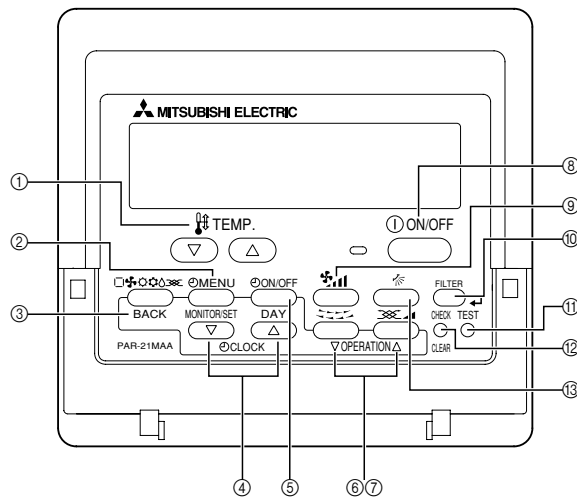 MITSUBISHI ELECTRIC
① ⑧
TEMP. ON/OFF
⑨
② ⑩
MENU ON/OFF FILTER
③ BACK MONITOR/SET DAY CHECK TEST ⑪
PAR-21MAA CLOCK OPERATION CLEAR ⑫
⑬
④ ⑤ ⑥⑦